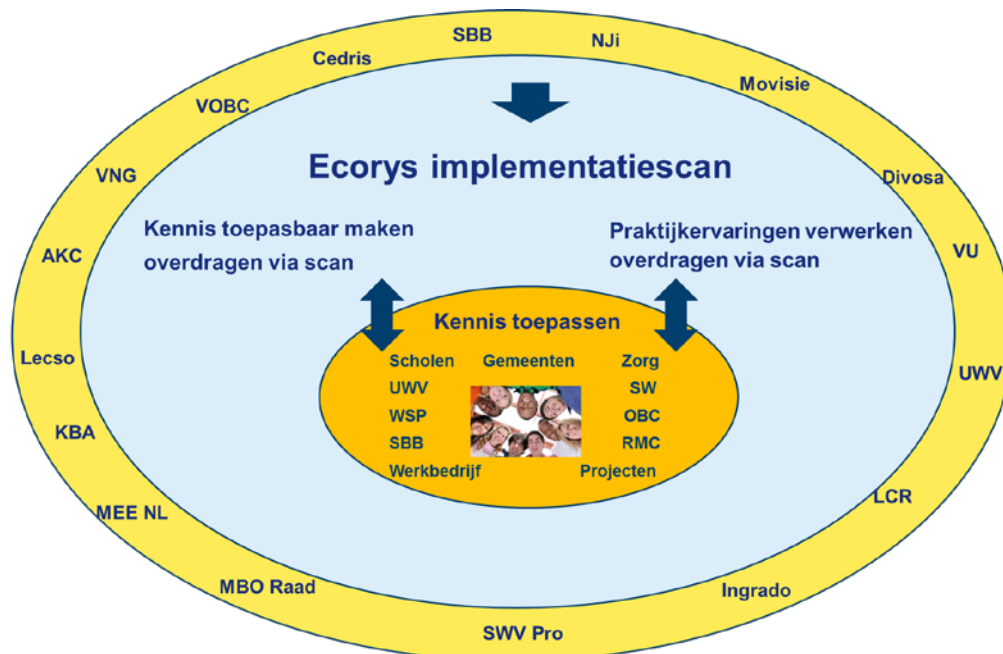 SBB
NJi
Cedris
Movisie
VOBC
VNG
Divosa
Ecorys implementatiescan
Kennis toepasbaar maken
overdragen via scan
Praktijkervaringen verwerken
overdragen via scan
AKC
VU
Kennis toepassen
Lecso
Scholen Gemeenten Zorg
UWV
UWV SW
WSP OBC
KBA
SBB RMC
Werkbedrijf Projecten
LCR
MEE NL
MBO Raad
Ingrado
SWV Pro